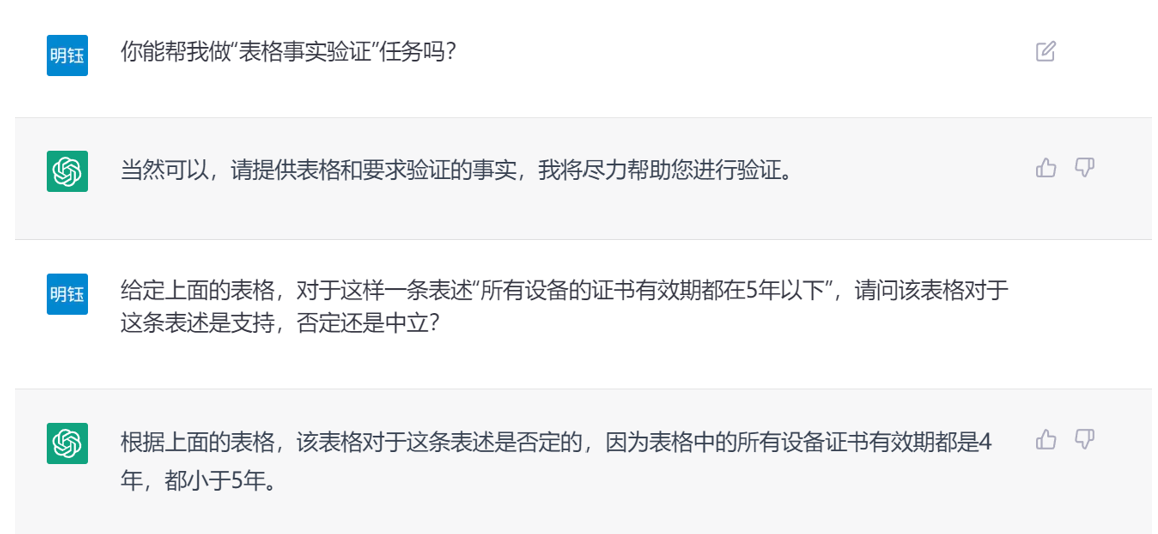 明钰
你能帮我做“表格事实验证”任务吗?
当然可以，请提供表格和要求验证的事实，我将尽力帮助您进行验证。
明钰
给定上面的表格，对于这样一条表述“所有设备的证书有效期都在5年以下”，请问该表格对于
这条表述是支持，否定还是中立？
根据上面的表格，该表格对于这条表述是否定的，因为表格中的所有设备证书有效期都是4
年，都小于5年。